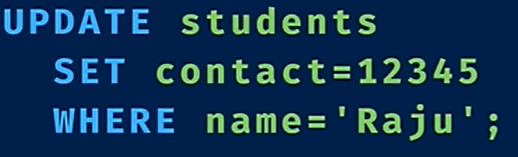 UPDATE students
SET contact=12345
WHERE name='Raju';